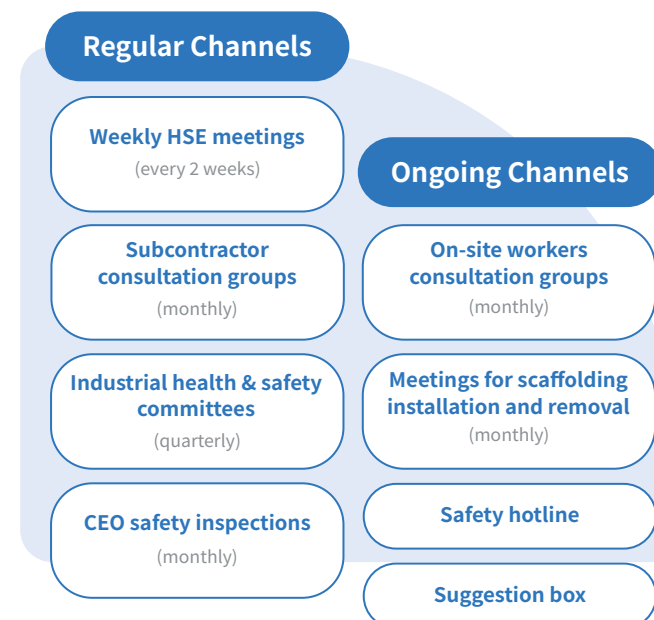 Regular Channels
Weekly HSE meetings
(every 2 weeks)
Subcontractor
consultation groups
(monthly)
Industrial health & safety
committees
(quarterly)
CEO safety inspections
(monthly)
Ongoing Channels
On-site workers
consultation groups
(monthly)
Meetings for scaffolding
installation and removal
(monthly)
Safety hotline
Suggestion box